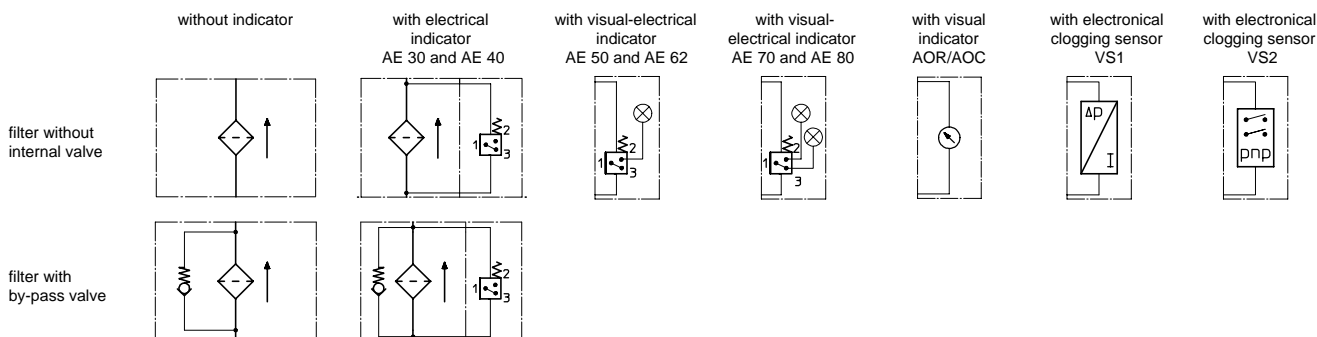 without indicator
with electrical
indicator
AE 30 and AE 40
with visual-electrical
indicator
AE 50 and AE 62
with visual-
electrical indicator
AE 70 and AE 80
with visual
indicator
AOR/AOC
with electronical
clogging sensor
VS1
with electronical
clogging sensor
VS2
filter without
internal valve
1
2
3
1
2
3
1
2
3
Δp
I
pnp
filter with
by-pass valve
1
2
3